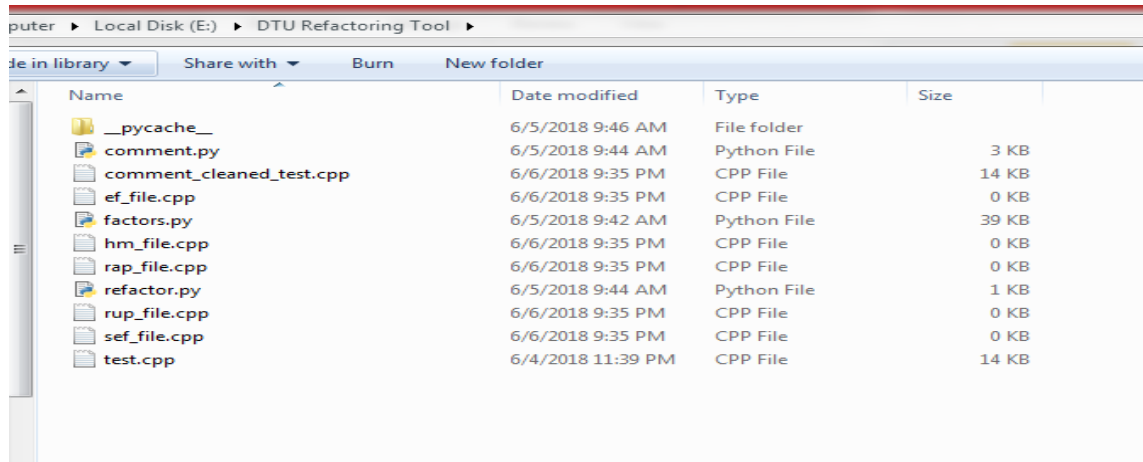 puter ▸ Local Disk (E:) ▸ DTU Refactoring Tool ▸
de in library ▾ Share with ▾ Burn New folder
Name Date modified Type Size
__pycache__ 6/5/2018 9:46 AM File folder
comment.py 6/5/2018 9:44 AM Python File 3 KB
comment_cleaned_test.cpp 6/6/2018 9:35 PM CPP File 14 KB
ef_file.cpp 6/6/2018 9:35 PM CPP File 0 KB
factors.py 6/5/2018 9:42 AM Python File 39 KB
hm_file.cpp 6/6/2018 9:35 PM CPP File 0 KB
rap_file.cpp 6/6/2018 9:35 PM CPP File 0 KB
refactor.py 6/5/2018 9:44 AM Python File 1 KB
rup_file.cpp 6/6/2018 9:35 PM CPP File 0 KB
sef_file.cpp 6/6/2018 9:35 PM CPP File 0 KB
test.cpp 6/4/2018 11:39 PM CPP File 14 KB